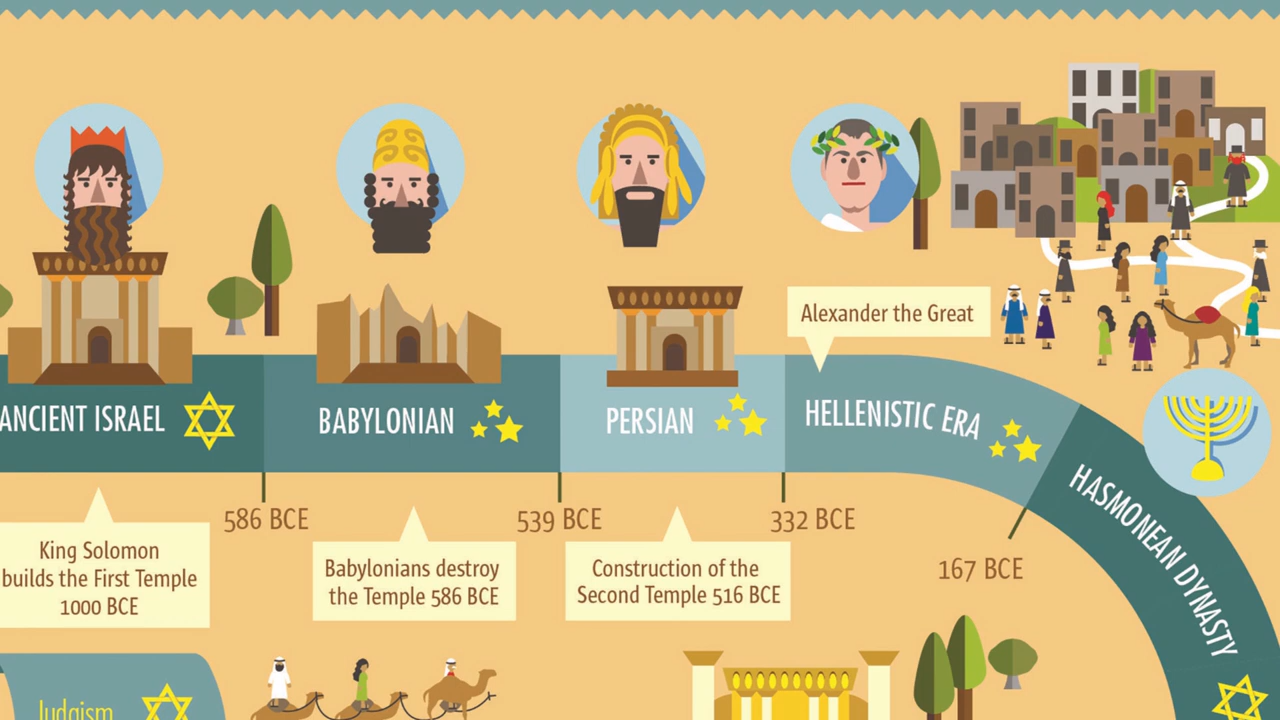 Alexander the Great
ANCIENT ISRAEL
BABYLONIAN
PERSIAN
HELLENISTIC ERA
HASMONEAN DYNASTY
586 BCE
539 BCE
332 BCE
167 BCE
King Solomon
builds the First Temple
1000 BCE
Babylonians destroy
the Temple 586 BCE
Construction of the
Second Temple 516 BCE
Judaism